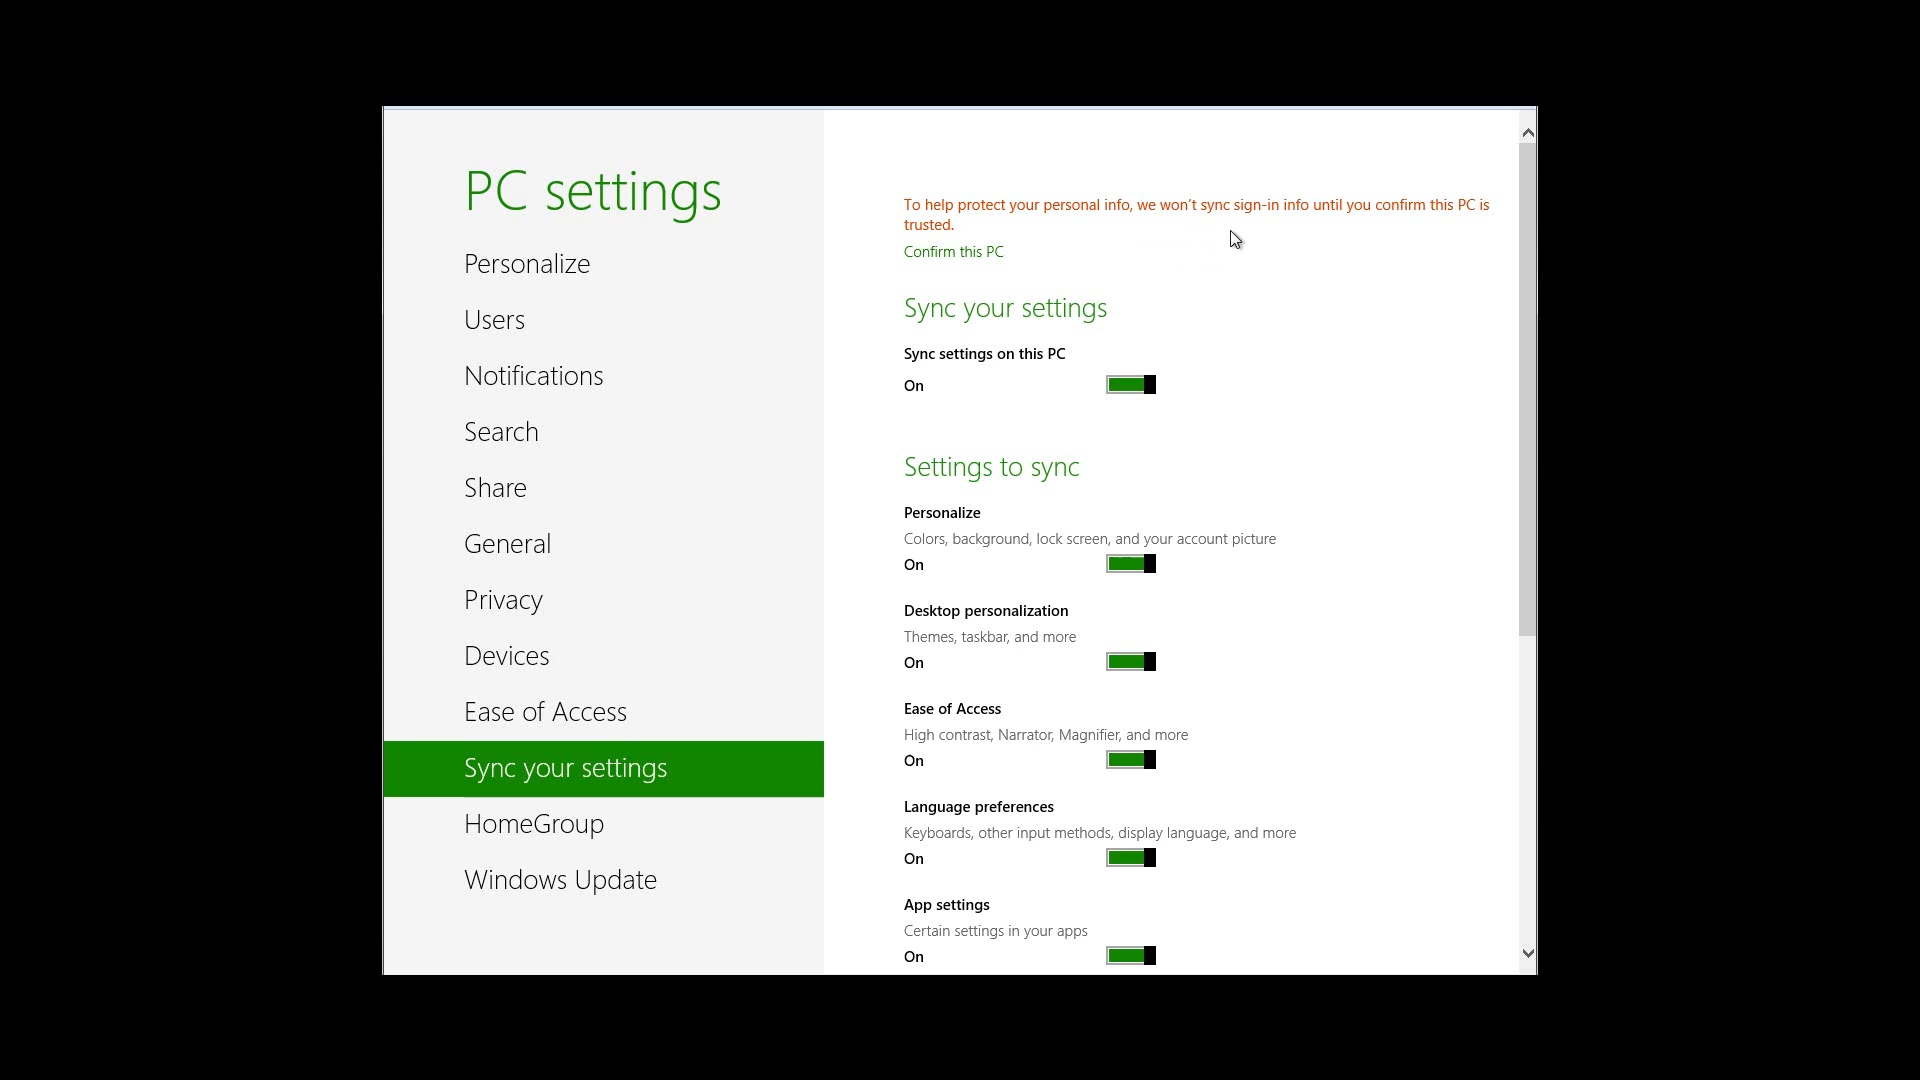 PC settings
Personalize
Users
Notifications
Search
Share
General
Privacy
Devices
Ease of Access
Sync your settings
HomeGroup
Windows Update
To help protect your personal info, we won't sync sign-in info until you confirm this PC is
trusted.
Confirm this PC
Sync your settings
Sync settings on this PC
On
Settings to sync
Personalize
Colors, background, lock screen, and your account picture
On
Desktop personalization
Themes, taskbar, and more
On
Ease of Access
High contrast, Narrator, Magnifier, and more
On
Language preferences
Keyboards, other input methods, display language, and more
On
App settings
Certain settings in your apps
On